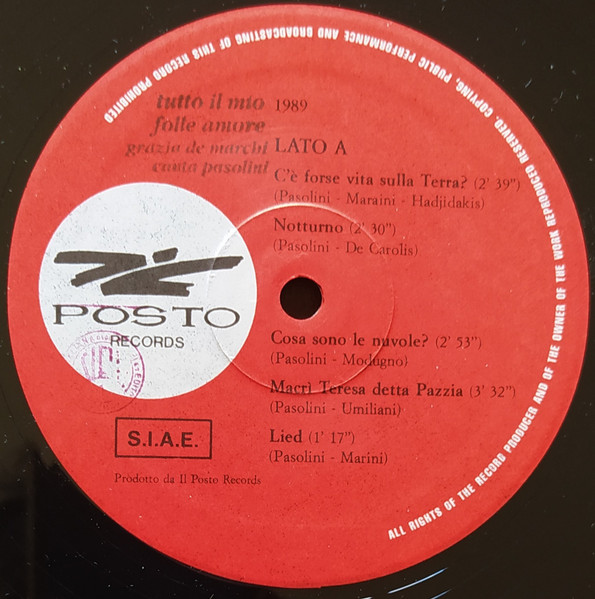 tutto il mio
folle amore
grazia de marchi
canta pasolini
1989
LATO A
C'è forse vita sulla Terra? (2' 39")
(Pasolini - Maraini - Hadjidakis)
Notturno (2' 30")
(Pasolini - De Carolis)
Cosa sono le nuvole? (2' 53")
(Pasolini - Modugno)
Macrì Teresa detta Pazzia (3' 32")
(Pasolini - Umiliani)
Lied (1' 17")
(Pasolini - Marini)
POSTO
RECORDS
S.I.A.E.
Prodotto da Il Posto Records
ALL RIGHTS OF THE RECORD PRODUCER AND OF THE OWNER OF THE WORK REPRODUCED RESERVED. COPYING, PUBLIC PERFORMANCE AND BROADCASTING OF THIS RECORD PROHIBITED